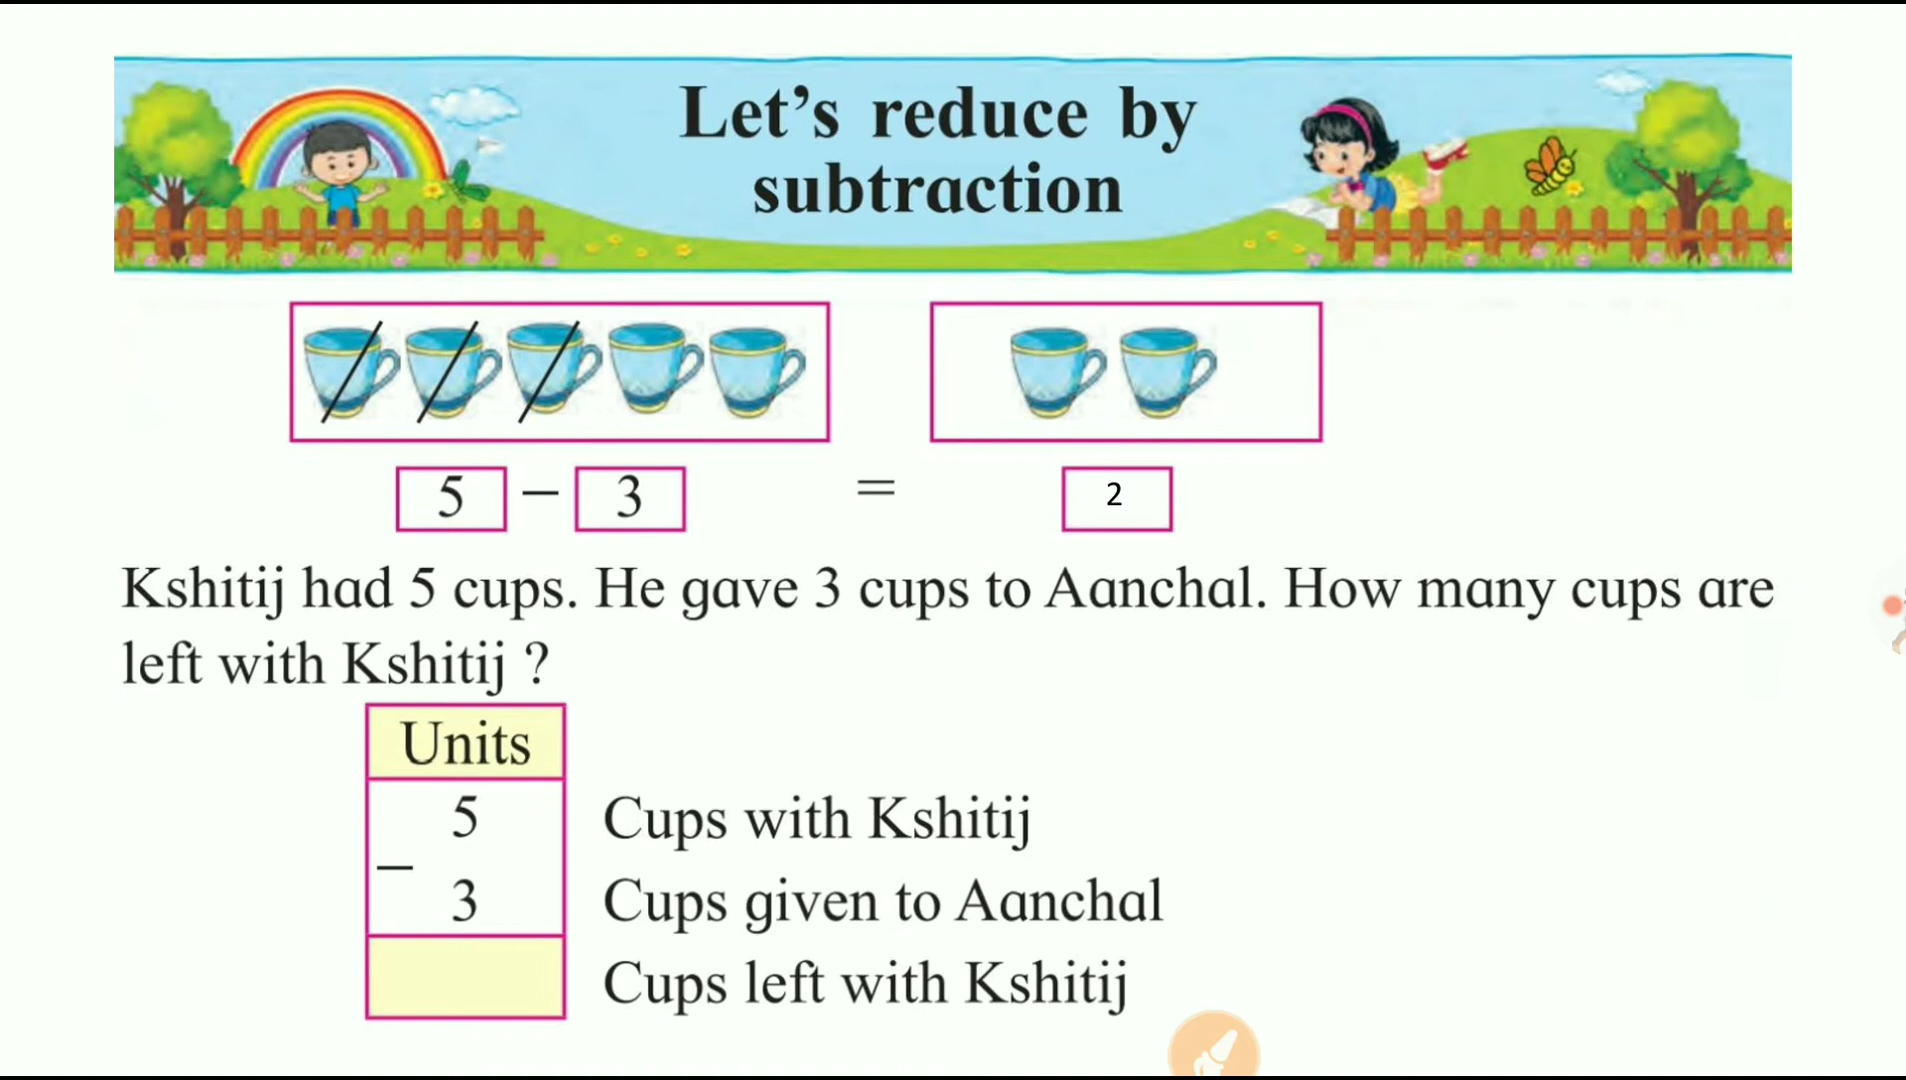 Let's reduce by
subtraction
5 − 3 = 2
Kshitij had 5 cups. He gave 3 cups to Aanchal. How many cups are
left with Kshitij ?
Units
5 Cups with Kshitij
−
3 Cups given to Aanchal
Cups left with Kshitij